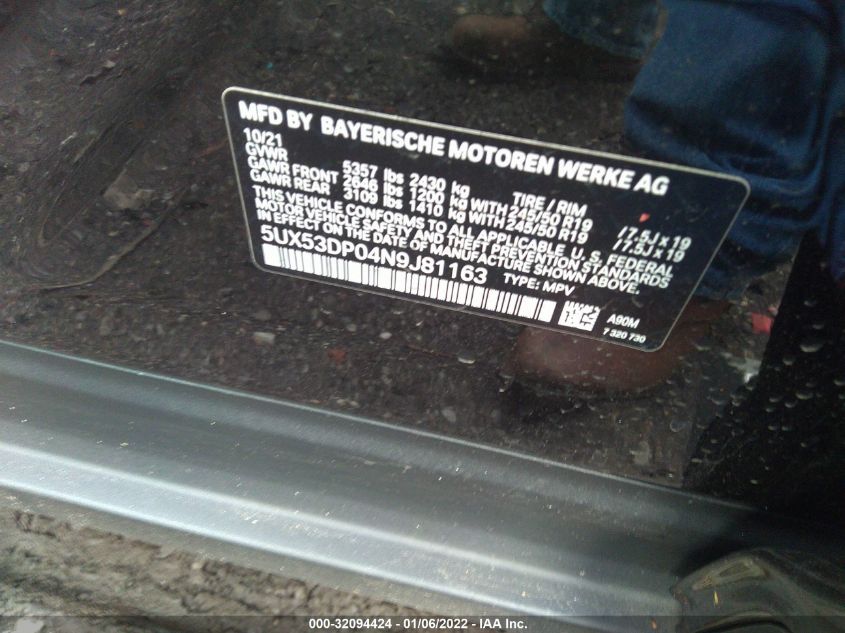 MFD BY BAYERISCHE MOTOREN WERKE AG
10/21
GVWR 5357 lbs 2430 kg TIRE / RIM
GAWR FRONT 2646 lbs 1200 kg WITH 245/50 R19 / 7.5J x 19
GAWR REAR 3109 lbs 1410 kg WITH 245/50 R19 / 7.5J x 19
THIS VEHICLE CONFORMS TO ALL APPLICABLE U. S. FEDERAL
MOTOR VEHICLE SAFETY AND THEFT PREVENTION STANDARDS
IN EFFECT ON THE DATE OF MANUFACTURE SHOWN ABOVE.
5UX53DP04N9J81163 TYPE: MPV
A90M
7 320 730
000-32094424 - 01/06/2022 - IAA Inc.